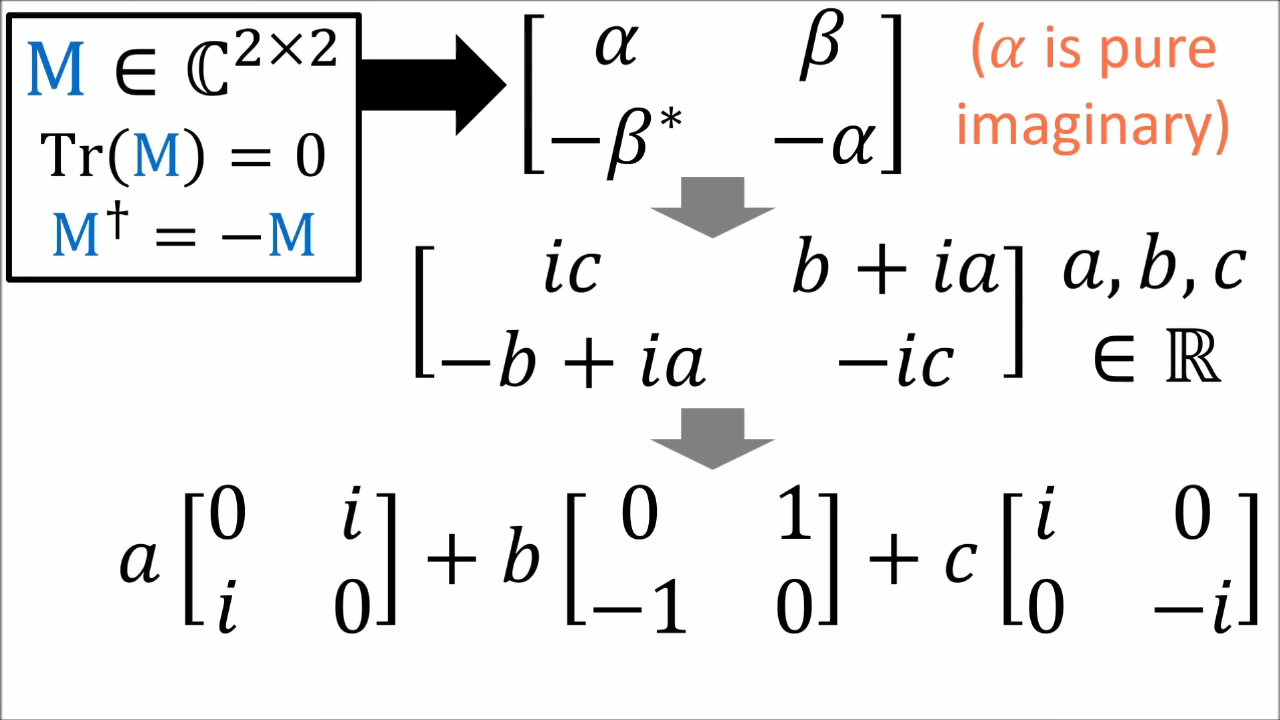 M ∈ ℂ^{2×2}
Tr(M) = 0
M† = −M
[α β; −β* −α]
(α is pure
imaginary)
[ic b + ia; −b + ia −ic]
a, b, c
∈ ℝ
a [0 i; i 0] + b [0 1; −1 0] + c [i 0; 0 −i]